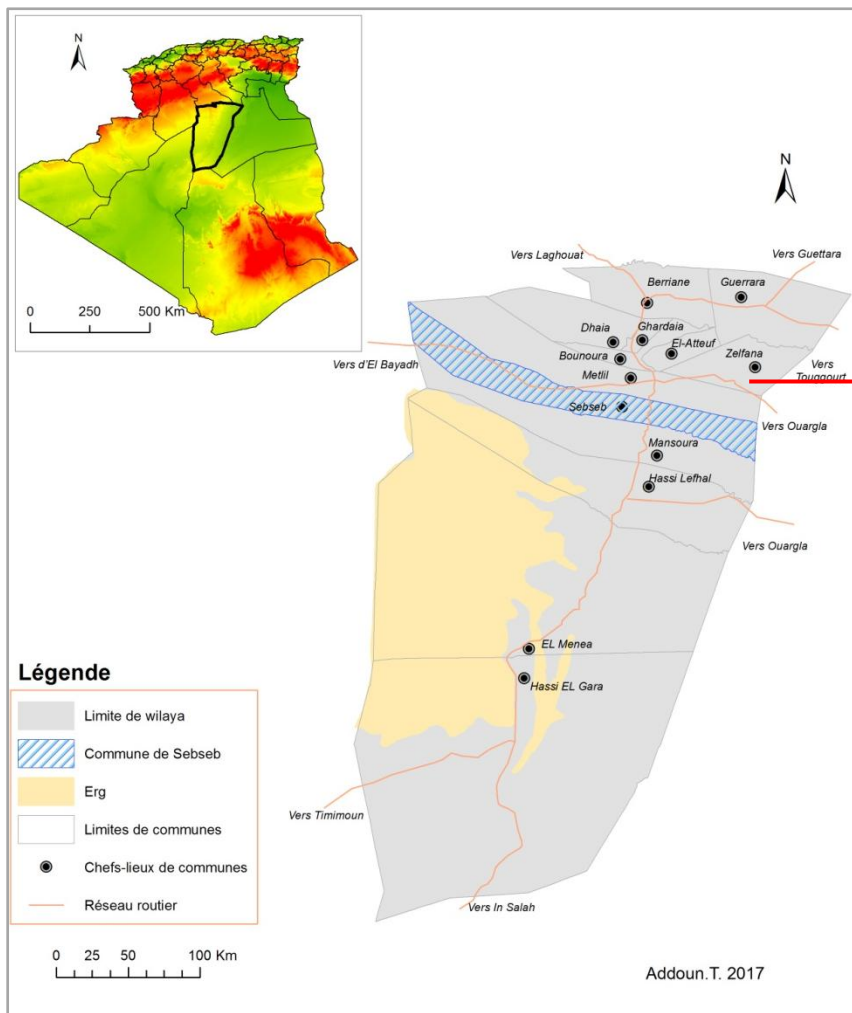 N
0 250 500 Km
N
Vers Laghouat
Vers Guettara
Berriane
Guerrara
Dhaia
Ghardaia
El-Atteuf
Bounoura
Zelfana
Vers d'El Bayadh
Metlil
Vers
Touggourt
Sebseb
Vers Ouargla
Mansoura
Hassi Lefhal
Vers Ouargla
EL Menea
Hassi EL Gara
Vers Timimoun
Vers In Salah
Légende
Limite de wilaya
Commune de Sebseb
Erg
Limites de communes
Chefs-lieux de communes
Réseau routier
0 25 50 100 Km
Addoun.T. 2017